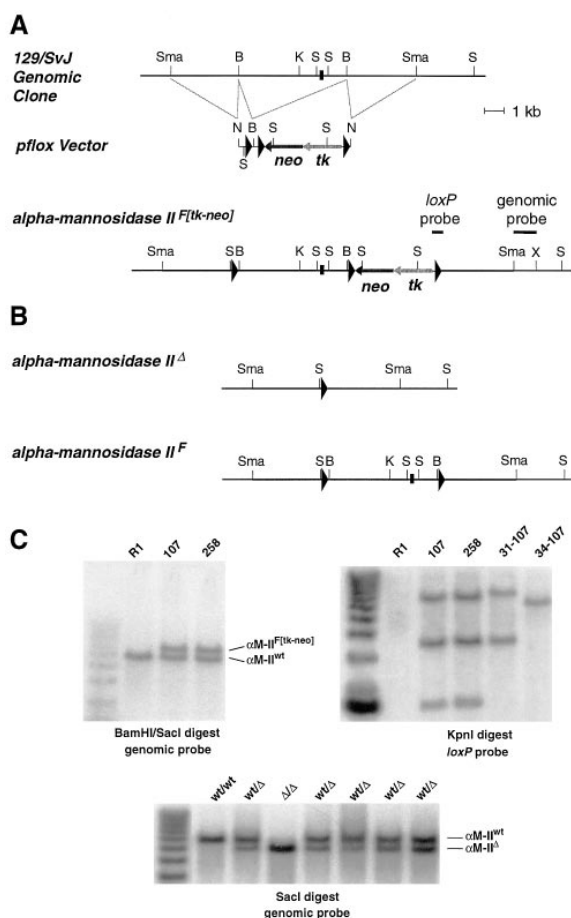 A
129/SvJ
Genomic
Clone
Sma B K S S B Sma S
1 kb
N B S S N
pflox Vector
S
neo tk
loxP
probe
genomic
probe
alpha-mannosidase II F[tk-neo]
Sma S B K S S B S S Sma X S
neo tk
B
alpha-mannosidase II Δ
Sma S Sma S
alpha-mannosidase II F
Sma S B K S S B Sma S
C
R1 107 258
αM-II F[tk-neo]
αM-II wt
BamHI/SacI digest
genomic probe
R1 107 258 31-107 34-107
KpnI digest
loxP probe
wt/wt wt/Δ Δ/Δ wt/Δ wt/Δ wt/Δ wt/Δ
αM-II wt
αM-II Δ
SacI digest
genomic probe